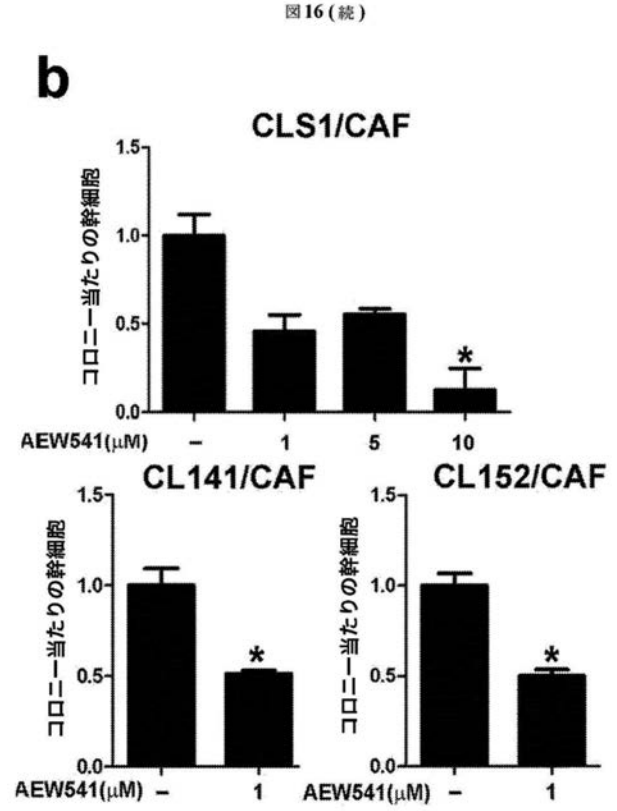 図16(続)
b
CLS1/CAF
コロニー当たりの幹細胞
1.5
1.0
0.5
0.0
*
AEW541(μM) – 1 5 10
CL141/CAF
コロニー当たりの幹細胞
1.5
1.0
0.5
0.0
*
AEW541(μM) – 1
CL152/CAF
コロニー当たりの幹細胞
1.5
1.0
0.5
0.0
*
AEW541(μM) – 1